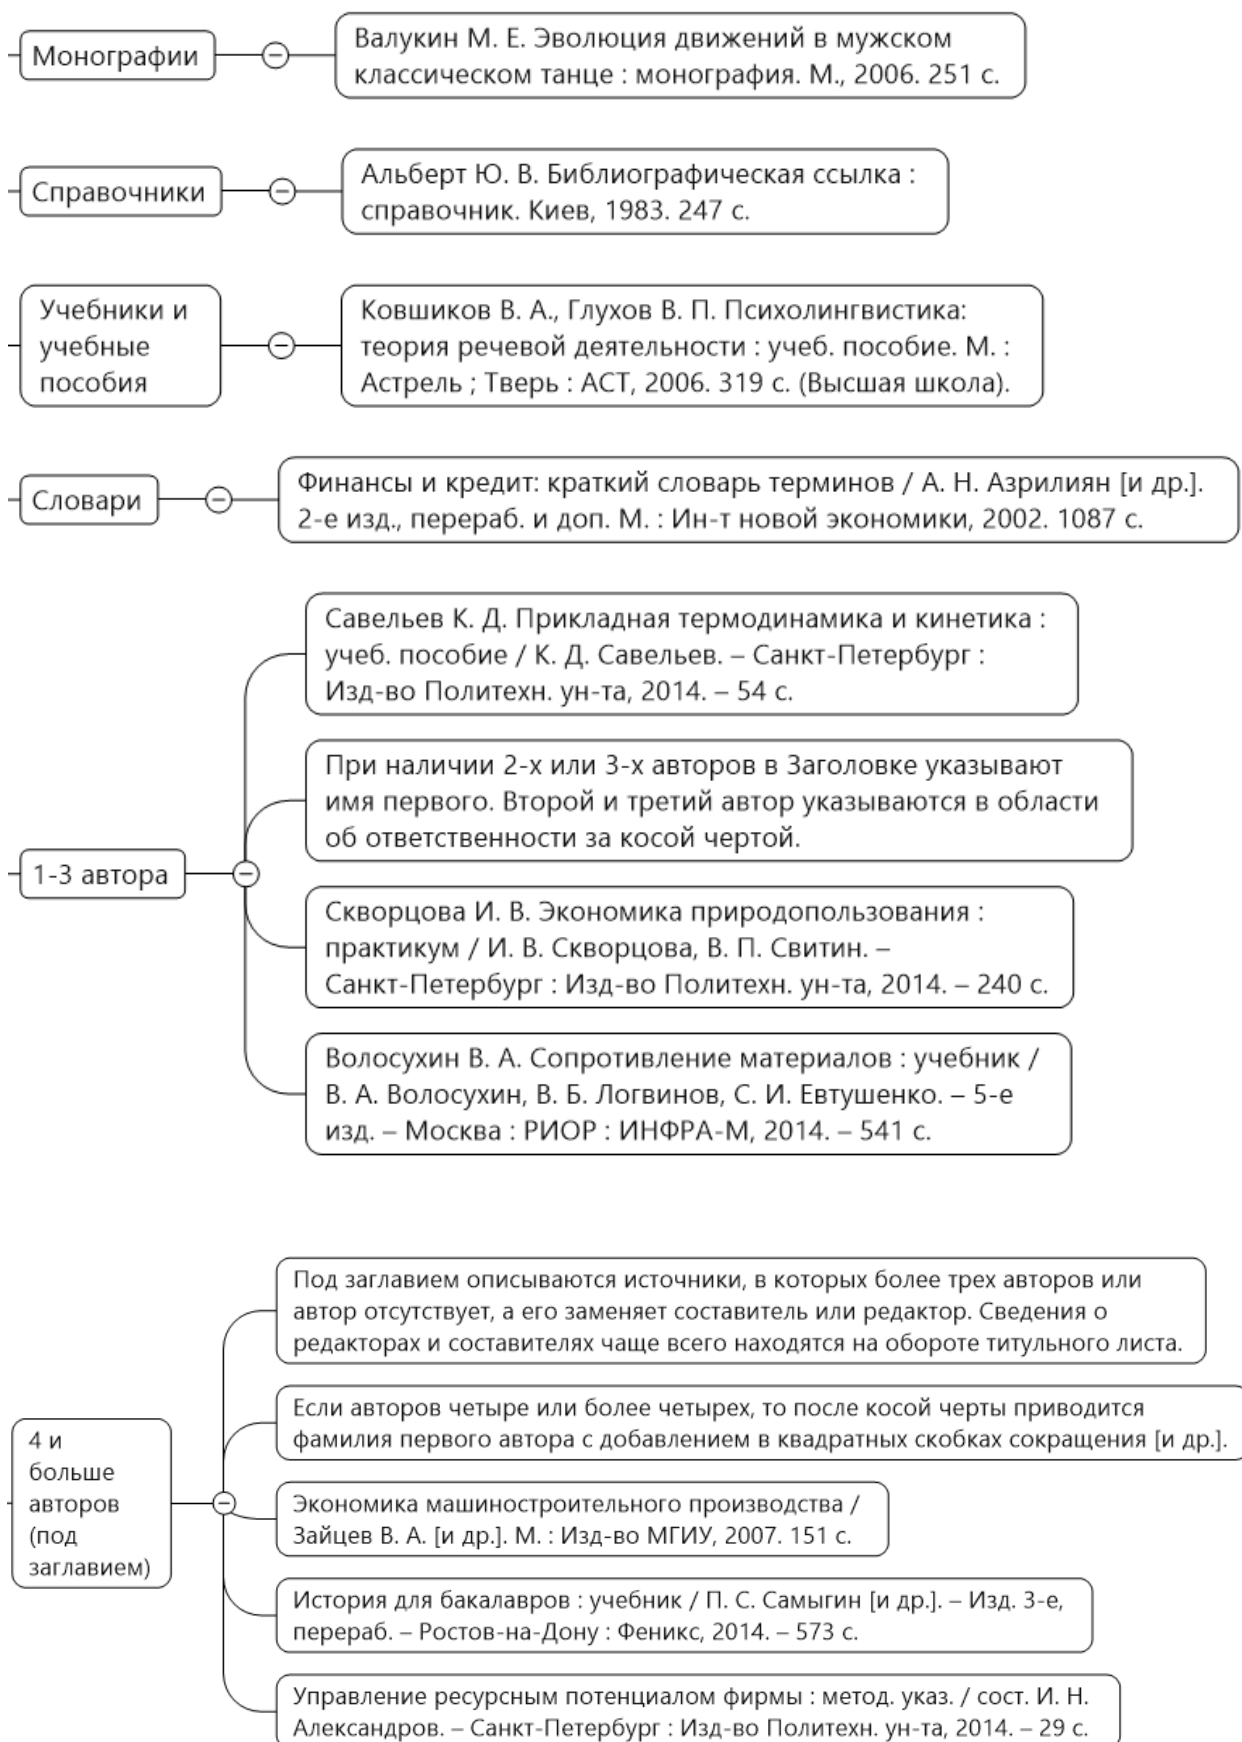 Монографии
Валукин М. Е. Эволюция движений в мужском
классическом танце : монография. М., 2006. 251 с.
Справочники
Альберт Ю. В. Библиографическая ссылка :
справочник. Киев, 1983. 247 с.
Учебники и
учебные
пособия
Ковшиков В. А., Глухов В. П. Психолингвистика:
теория речевой деятельности : учеб. пособие. М. :
Астрель ; Тверь : АСТ, 2006. 319 с. (Высшая школа).
Словари
Финансы и кредит: краткий словарь терминов / А. Н. Азрилиян [и др.].
2-е изд., перераб. и доп. М. : Ин-т новой экономики, 2002. 1087 с.
1-3 автора
Савельев К. Д. Прикладная термодинамика и кинетика :
учеб. пособие / К. Д. Савельев. – Санкт-Петербург :
Изд-во Политехн. ун-та, 2014. – 54 с.
При наличии 2-х или 3-х авторов в Заголовке указывают
имя первого. Второй и третий автор указываются в области
об ответственности за косой чертой.
Скворцова И. В. Экономика природопользования :
практикум / И. В. Скворцова, В. П. Свитин. –
Санкт-Петербург : Изд-во Политехн. ун-та, 2014. – 240 с.
Волосухин В. А. Сопротивление материалов : учебник /
В. А. Волосухин, В. Б. Логвинов, С. И. Евтушенко. – 5-е
изд. – Москва : РИОР : ИНФРА-М, 2014. – 541 с.
4 и
больше
авторов
(под
заглавием)
Под заглавием описываются источники, в которых более трех авторов или
автор отсутствует, а его заменяет составитель или редактор. Сведения о
редакторах и составителях чаще всего находятся на обороте титульного листа.
Если авторов четыре или более четырех, то после косой черты приводится
фамилия первого автора с добавлением в квадратных скобках сокращения [и др.].
Экономика машиностроительного производства /
Зайцев В. А. [и др.]. М. : Изд-во МГИУ, 2007. 151 с.
История для бакалавров : учебник / П. С. Самыгин [и др.]. – Изд. 3-е,
перераб. – Ростов-на-Дону : Феникс, 2014. – 573 с.
Управление ресурсным потенциалом фирмы : метод. указ. / сост. И. Н.
Александров. – Санкт-Петербург : Изд-во Политехн. ун-та, 2014. – 29 с.